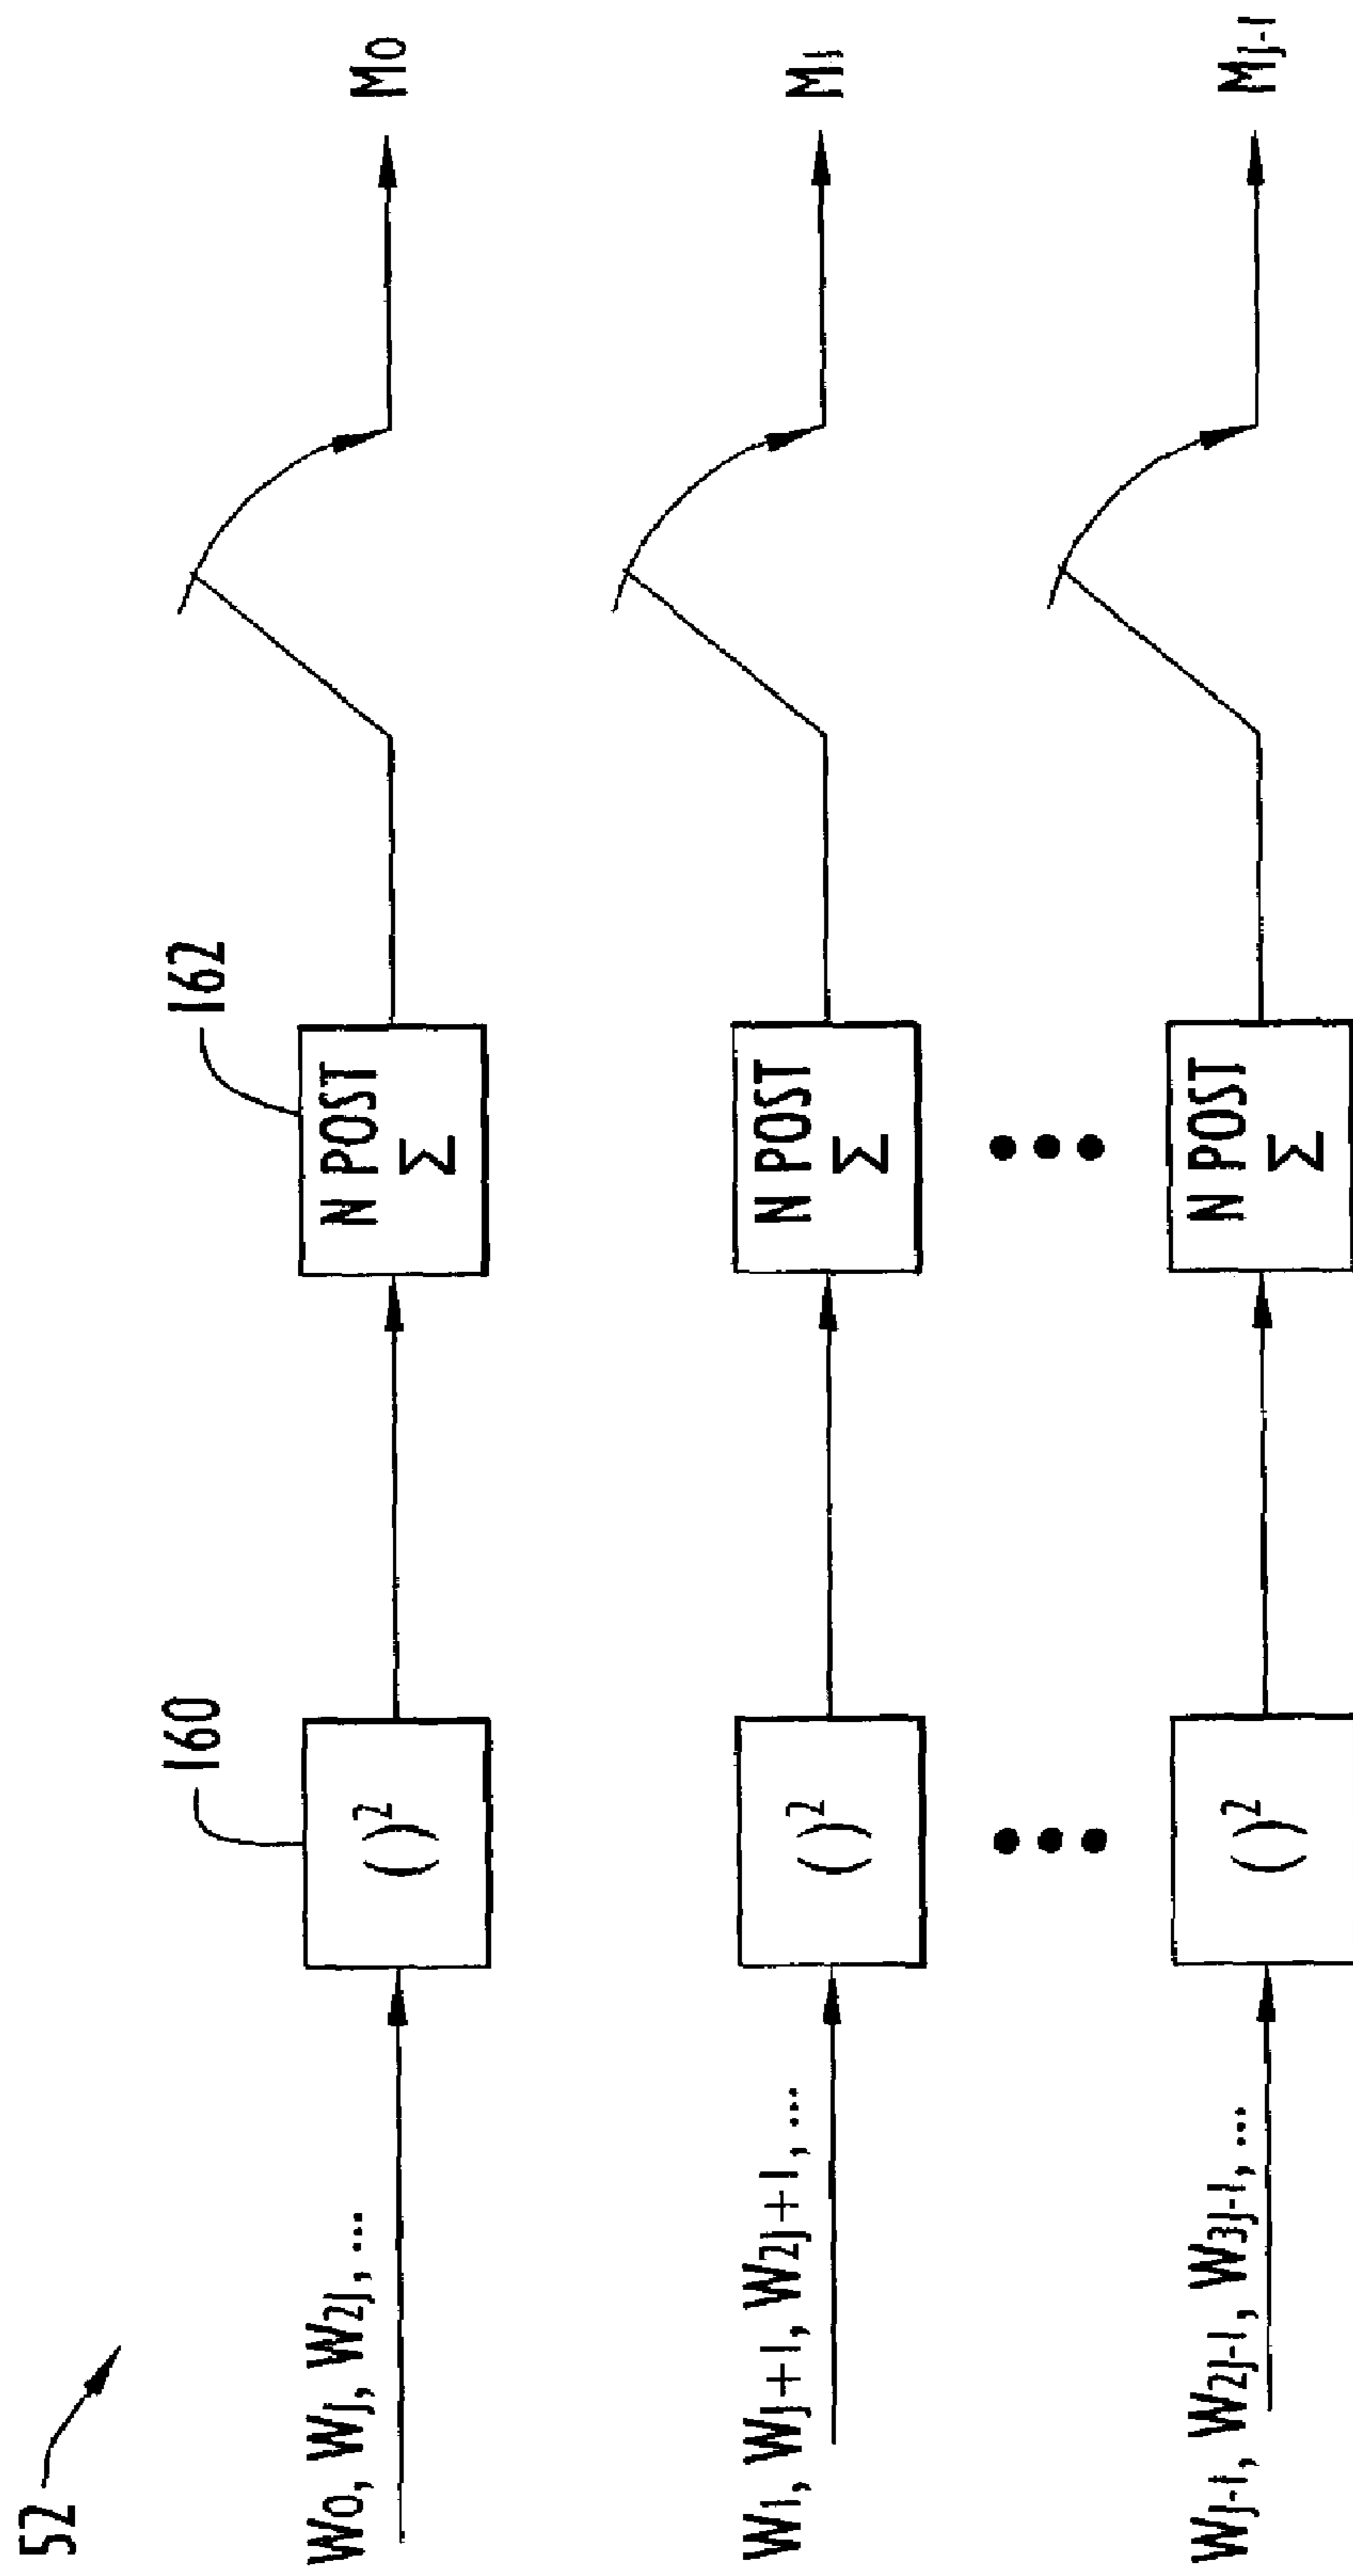 52
W0, WJ, W2J, ...
160
( )²
162
N POST
Σ
M0
W1, WJ+1, W2J+1, ...
( )²
N POST
Σ
M1
WJ-1, W2J-1, W3J-1, ...
( )²
N POST
Σ
MJ-1